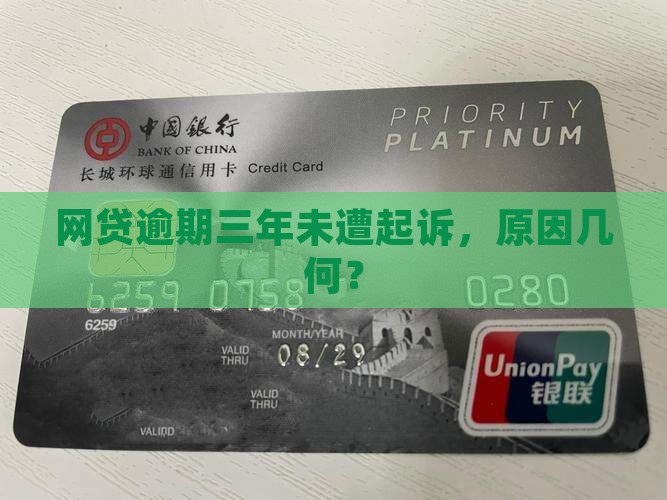 PRIORITY
PLATINUM
中国銀行
BANK OF CHINA
长城环球通信用卡 Credit Card
网贷逾期三年未遭起诉，原因几
何？
6259 0758 0280
6259
MONTH/YEAR
VALID
THRU
08/29
VALID
THRU
VALID
UnionPay
银联